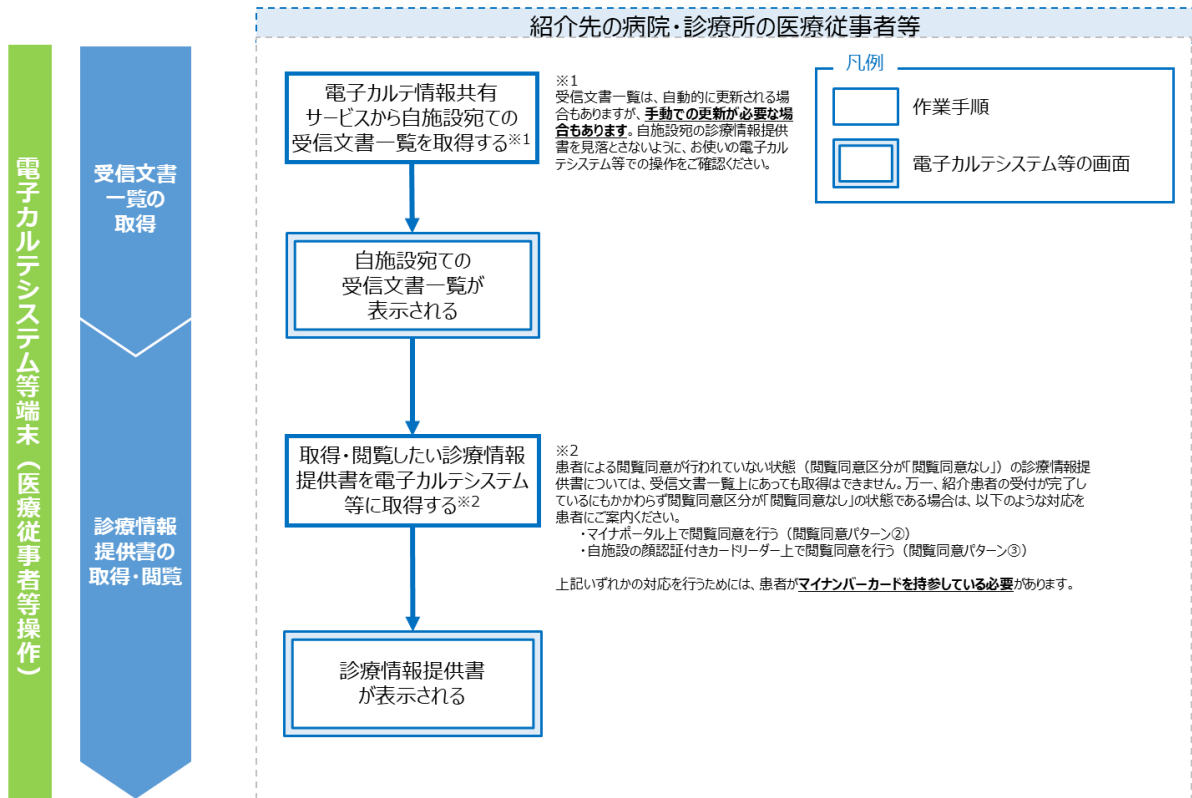 紹介先の病院・診療所の医療従事者等
電子カルテシステム等端末（医療従事者等操作）
受信文書
一覧の
取得
診療情報
提供書の
取得・閲覧
電子カルテ情報共有
サービスから自施設宛ての
受信文書一覧を取得する※1
※1
受信文書一覧は、自動的に更新される場
合もありますが、手動での更新が必要な場
合もあります。自施設宛の診療情報提供
書を見落とさないように、お使いの電子カル
テシステム等での操作をご確認ください。
凡例
作業手順
電子カルテシステム等の画面
自施設宛ての
受信文書一覧が
表示される
取得・閲覧したい診療情報
提供書を電子カルテシステム
等に取得する※2
※2
患者による閲覧同意が行われていない状態（閲覧同意区分が「閲覧同意なし」）の診療情報提
供書については、受信文書一覧上にあっても取得はできません。万一、紹介患者の受付が完了し
ているにもかかわらず閲覧同意区分が「閲覧同意なし」の状態である場合は、以下のような対応を
患者にご案内ください。
・マイナポータル上で閲覧同意を行う（閲覧同意パターン②）
・自施設の顔認証付きカードリーダー上で閲覧同意を行う（閲覧同意パターン③）
上記いずれかの対応を行うためには、患者がマイナンバーカードを持参している必要があります。
診療情報提供書
が表示される